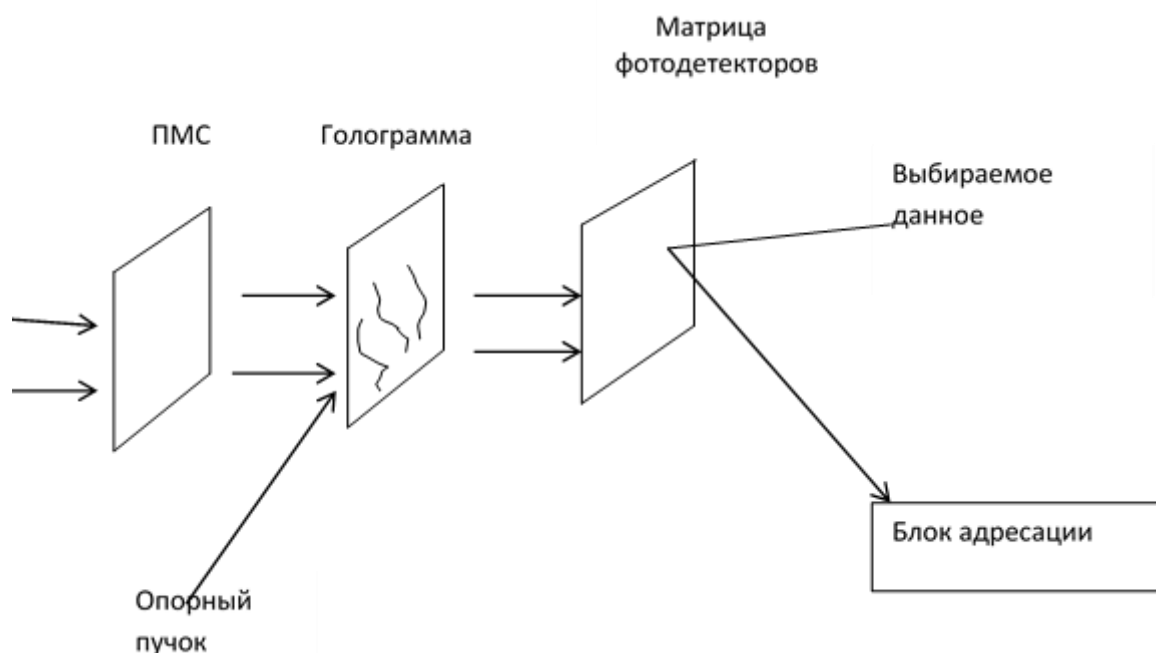 Матрица
фотодетекторов
ПМС
Голограмма
Выбираемое
данное
Блок адресации
Опорный
пучок